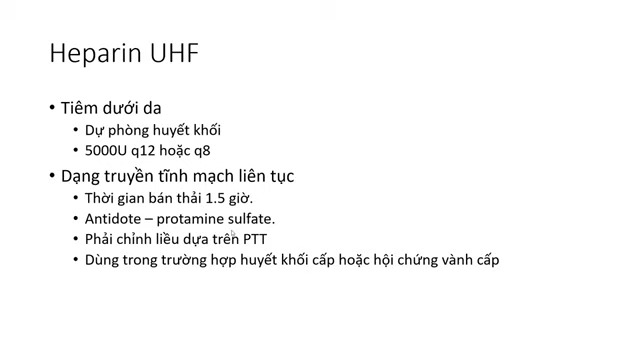 Heparin UHF
• Tiêm dưới da
• Dự phòng huyết khối
• 5000U q12 hoặc q8
• Dạng truyền tĩnh mạch liên tục
• Thời gian bán thải 1.5 giờ.
• Antidote – protamine sulfate.
• Phải chỉnh liều dựa trên PTT
• Dùng trong trường hợp huyết khối cấp hoặc hội chứng vành cấp